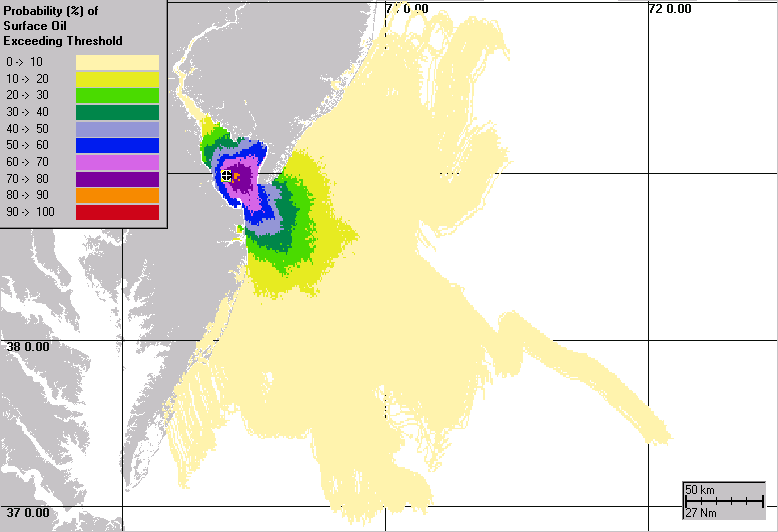 Probability (%) of
Surface Oil
Exceeding Threshold
0 -> 10
10 -> 20
20 -> 30
30 -> 40
40 -> 50
50 -> 60
60 -> 70
70 -> 80
80 -> 90
90 -> 100
0.00
72 0.00
38 0.00
37 0.00
50 km
27 Nm